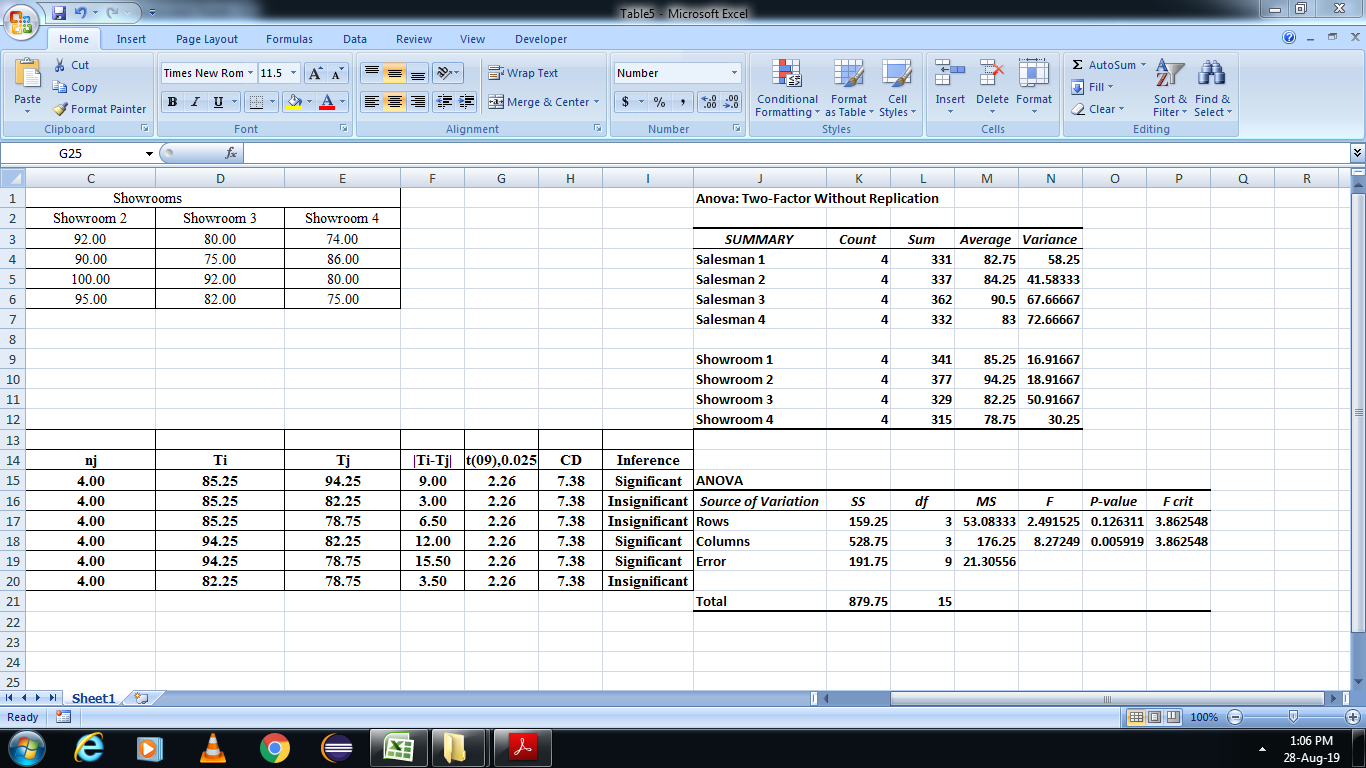 Table5 - Microsoft Excel
Home Insert Page Layout Formulas Data Review View Developer
Paste
Cut
Copy
Format Painter
Clipboard
Times New Rom 11.5
B I U
Font
Wrap Text
Merge & Center
Alignment
Number
$ % ,
Number
Conditional Formatting
Format as Table
Cell Styles
Styles
Insert Delete Format
Cells
Σ AutoSum
Fill
Clear
Sort & Filter
Find & Select
Editing
G25 fx
C D E F G H I J K L M N O P Q R
1 Showrooms Anova: Two-Factor Without Replication
2 Showroom 2 Showroom 3 Showroom 4
3 92.00 80.00 74.00 SUMMARY Count Sum Average Variance
4 90.00 75.00 86.00 Salesman 1 4 331 82.75 58.25
5 100.00 92.00 80.00 Salesman 2 4 337 84.25 41.58333
6 95.00 82.00 75.00 Salesman 3 4 362 90.5 67.66667
7 Salesman 4 4 332 83 72.66667
8
9 Showroom 1 4 341 85.25 16.91667
10 Showroom 2 4 377 94.25 18.91667
11 Showroom 3 4 329 82.25 50.91667
12 Showroom 4 4 315 78.75 30.25
13
14 nj Ti Tj |Ti-Tj| t(09),0.025 CD Inference
15 4.00 85.25 94.25 9.00 2.26 7.38 Significant ANOVA
16 4.00 85.25 82.25 3.00 2.26 7.38 Insignificant Source of Variation SS df MS F P-value F crit
17 4.00 85.25 78.75 6.50 2.26 7.38 Insignificant Rows 159.25 3 53.08333 2.491525 0.126311 3.862548
18 4.00 94.25 82.25 12.00 2.26 7.38 Significant Columns 528.75 3 176.25 8.27249 0.005919 3.862548
19 4.00 94.25 78.75 15.50 2.26 7.38 Significant Error 191.75 9 21.30556
20 4.00 82.25 78.75 3.50 2.26 7.38 Insignificant
21 Total 879.75 15
22
23
24
25
Sheet1
Ready 100%
1:06 PM
28-Aug-19